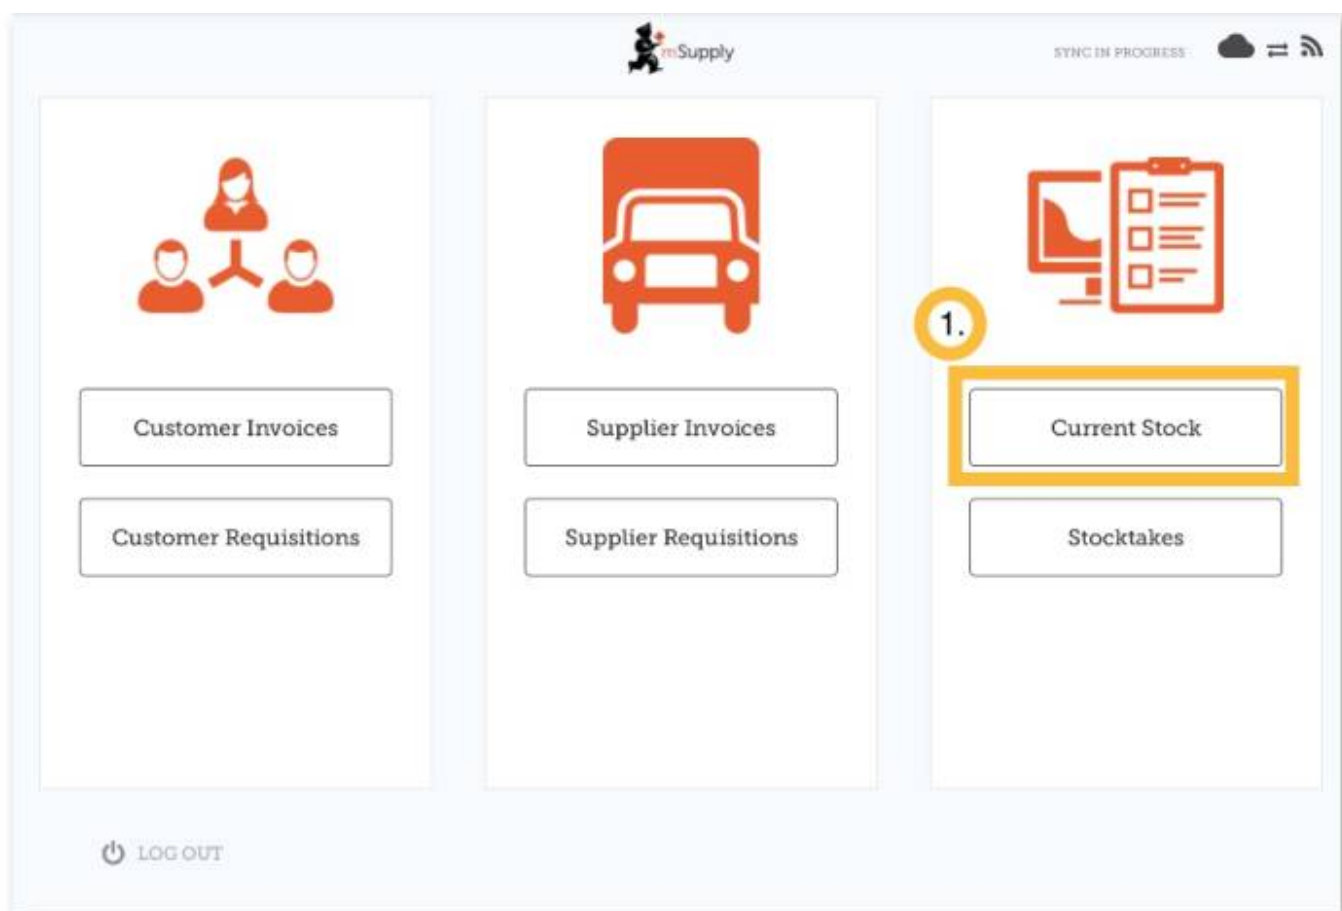 mSupply
SYNC IN PROGRESS
1.
Customer Invoices
Supplier Invoices
Current Stock
Customer Requisitions
Supplier Requisitions
Stocktakes
LOG OUT